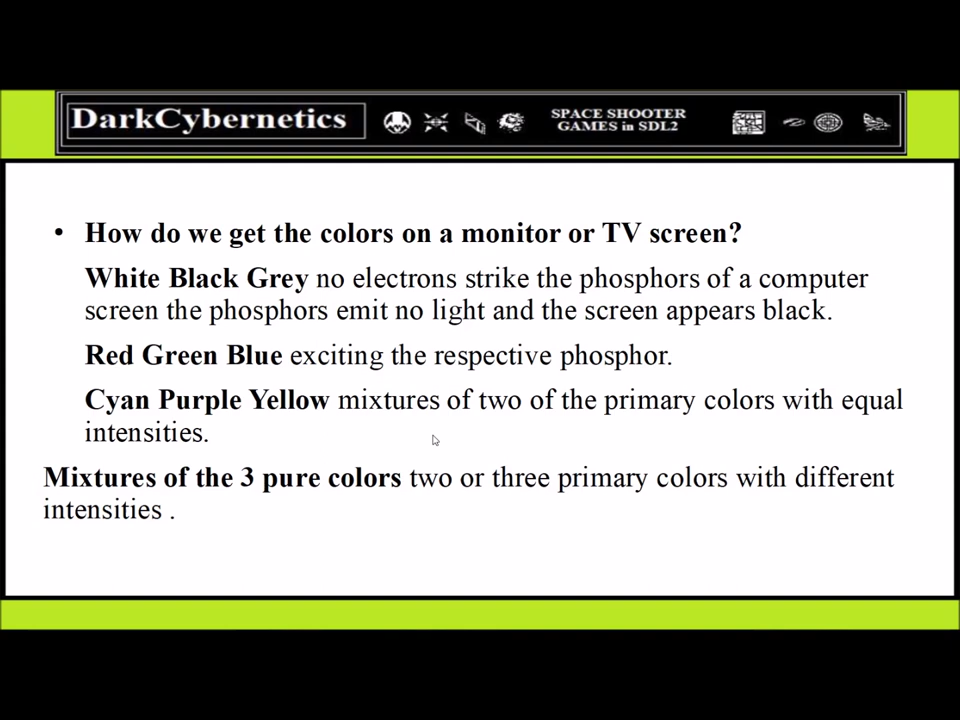 DarkCybernetics
SPACE SHOOTER
GAMES in SDL2
• How do we get the colors on a monitor or TV screen?
White Black Grey no electrons strike the phosphors of a computer
screen the phosphors emit no light and the screen appears black.
Red Green Blue exciting the respective phosphor.
Cyan Purple Yellow mixtures of two of the primary colors with equal
intensities.
Mixtures of the 3 pure colors two or three primary colors with different
intensities .